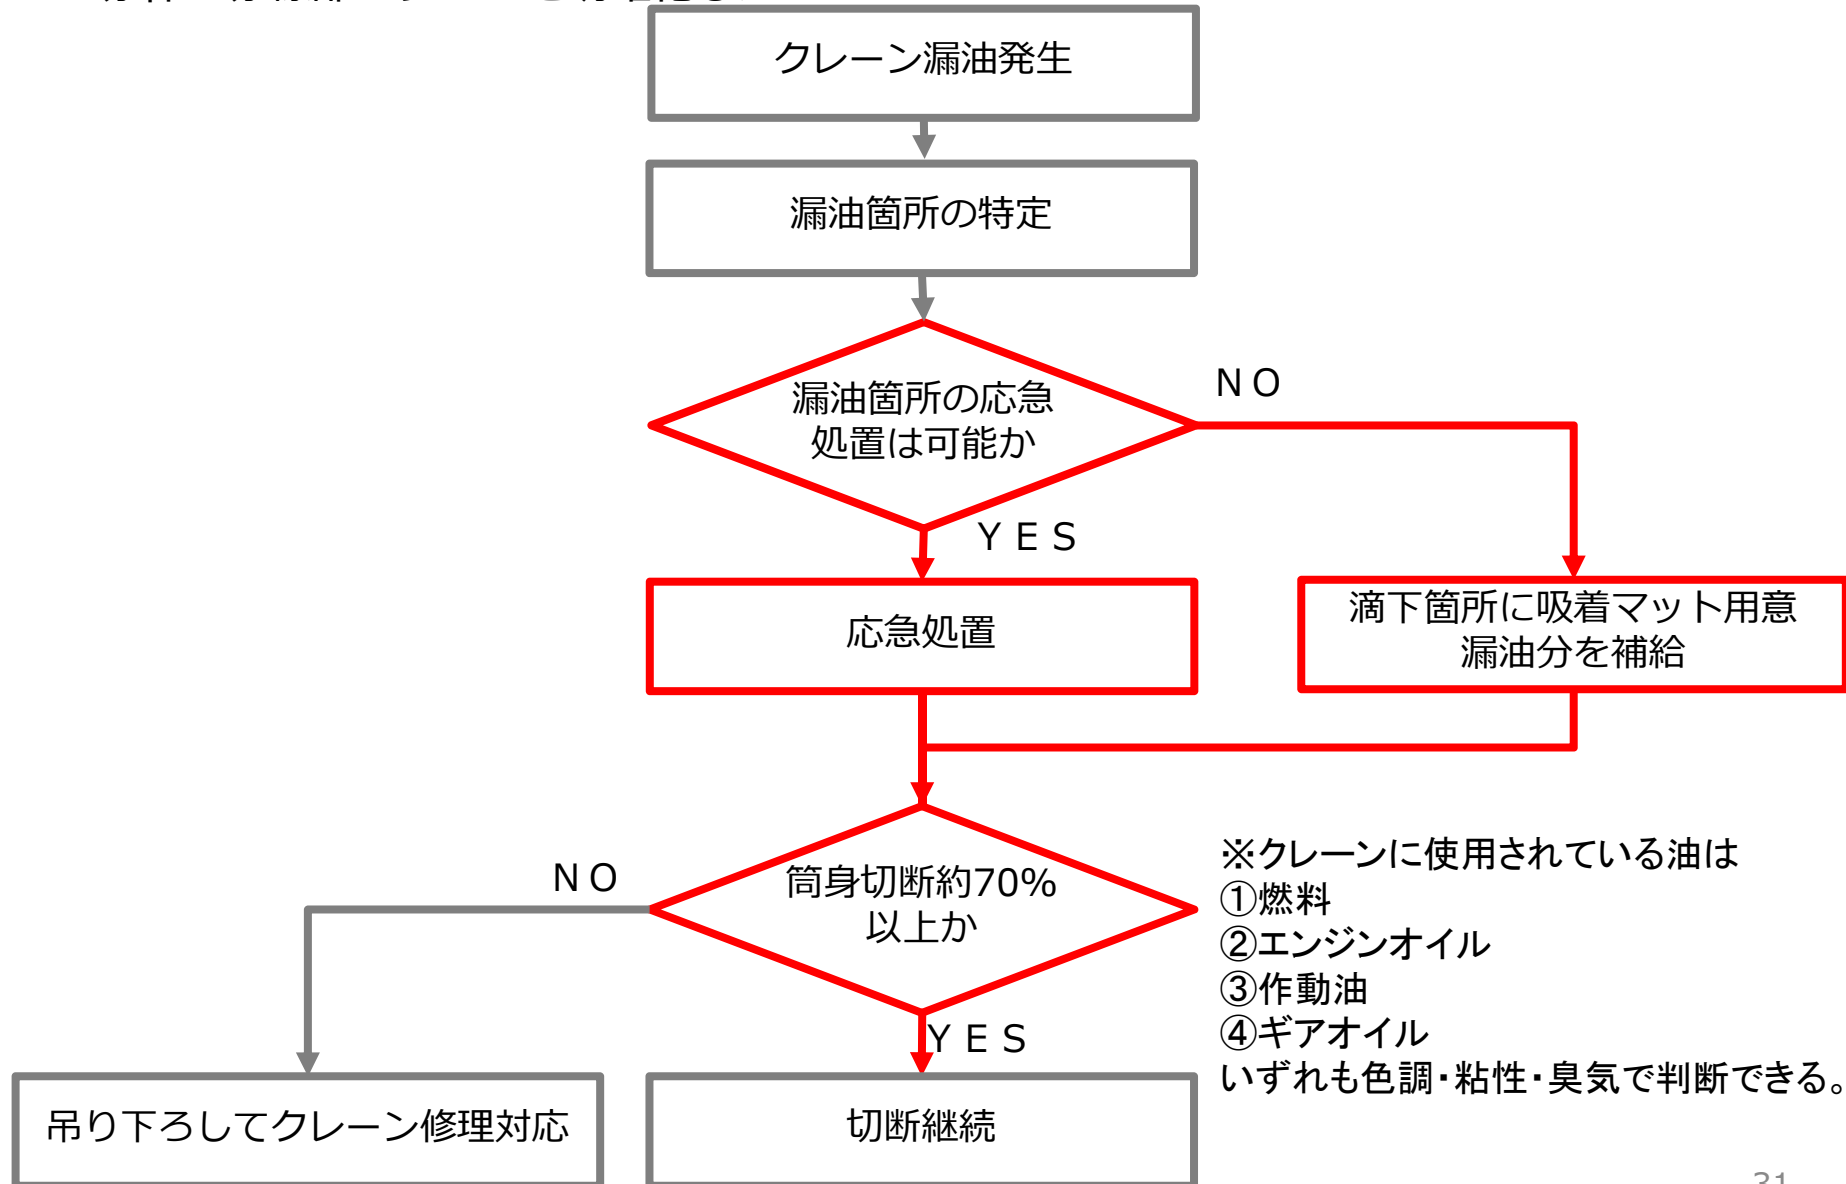 クレーン漏油発生
漏油箇所の特定
漏油箇所の応急
処置は可能か
ＮＯ
ＹＥＳ
応急処置
滴下箇所に吸着マット用意
漏油分を補給
筒身切断約70%
以上か
ＮＯ
ＹＥＳ
※クレーンに使用されている油は
①燃料
②エンジンオイル
③作動油
④ギアオイル
いずれも色調・粘性・臭気で判断できる。
吊り下ろしてクレーン修理対応
切断継続